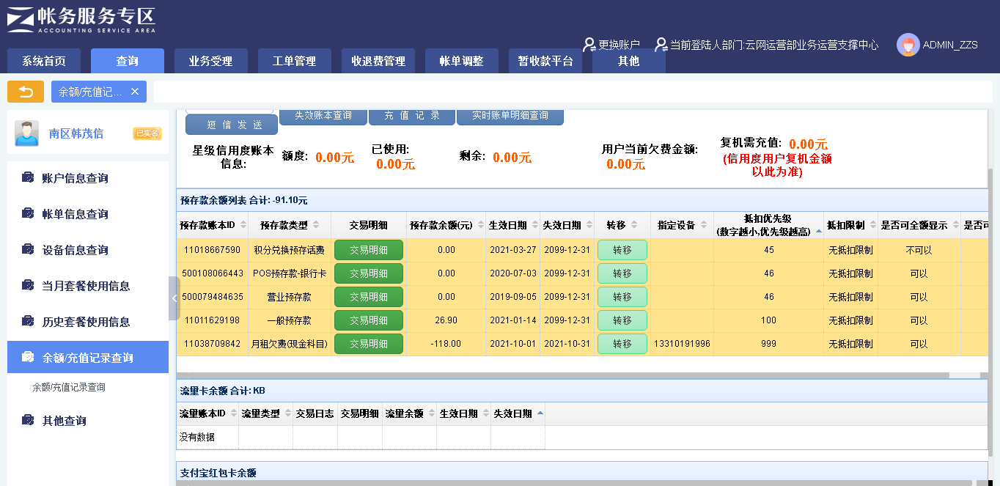 帐务服务专区
ACCOUNTING SERVICE AREA
更换账户 当前登陆人部门:云网运营部业务运营支撑中心 ADMIN_ZZS
系统首页 查询 业务受理 工单管理 收退费管理 帐单调整 暂收款平台 其他
余额/充值记... ×
南区韩茂信 已实名
账户信息查询
帐单信息查询
设备信息查询
当月套餐使用信息
历史套餐使用信息
余额/充值记录查询
余额/充值记录查询
其他查询
短 信 发 送 失效账本查询 充 值 记 录 实时账单明细查询
星级信用度账本信息: 额度: 0.00元 已使用: 0.00元 剩余: 0.00元 用户当前欠费金额: 0.00元 复机需充值: 0.00元
(信用度用户复机金额
以此为准)
预存款余额列表 合计: -91.10元
预存款账本ID 预存款类型 交易明细 预存款余额(元) 生效日期 失效日期 转移 指定设备 抵扣优先级
(数字越小,优先级越高) 抵扣限制 是否可全额显示 是否可
11018667590 积分兑换预存话费 交易明细 0.00 2021-03-27 2099-12-31 转移 45 无抵扣限制 不可以
500108066443 POS预存款-银行卡 交易明细 0.00 2020-07-03 2099-12-31 转移 46 无抵扣限制 可以
500079484635 营业预存款 交易明细 0.00 2019-09-05 2099-12-31 转移 46 无抵扣限制 可以
11011629198 一般预存款 交易明细 26.90 2021-01-14 2099-12-31 转移 100 无抵扣限制 可以
11038709842 月租欠费(现金科目) 交易明细 -118.00 2021-10-01 2021-10-31 转移 13310191996 999 无抵扣限制 可以
流量卡余额 合计: KB
流量账本ID 流量类型 交易日志 交易明细 流量余额 生效日期 失效日期
没有数据
支付宝红包卡余额